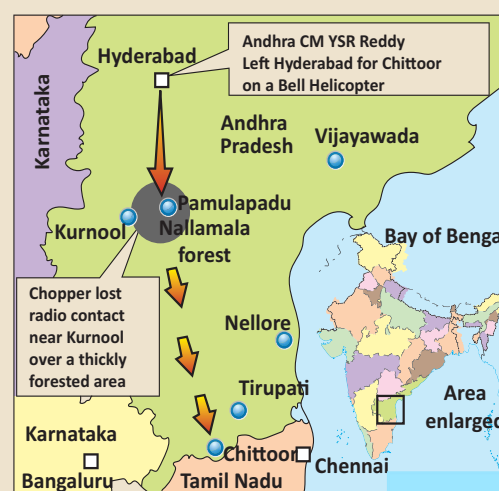 Hyderabad
Andhra CM YSR Reddy
Left Hyderabad for Chittoor
on a Bell Helicopter
Karnataka
Andhra
Pradesh
Vijayawada
Pamulapadu
Kurnool
Nallamala
forest
Bay of Benga
Chopper lost
radio contact
near Kurnool
over a thickly
forested area
Nellore
Tirupati
Area
enlarged
Karnataka
Chittoor
Chennai
Bangaluru
Tamil Nadu